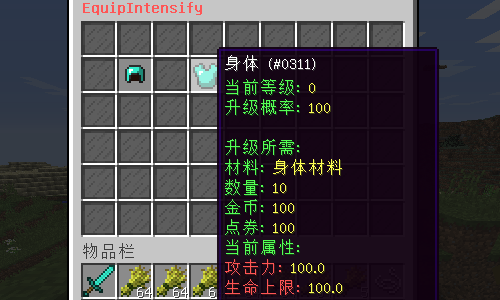 EquipIntensify
身体 (#0311)
当前等级: 0
升级概率: 100
升级所需:
材料: 身体材料
数量: 10
金币: 100
点券: 100
当前属性:
攻击力: 100.0
生命上限: 100.0
物品栏
64
64
6